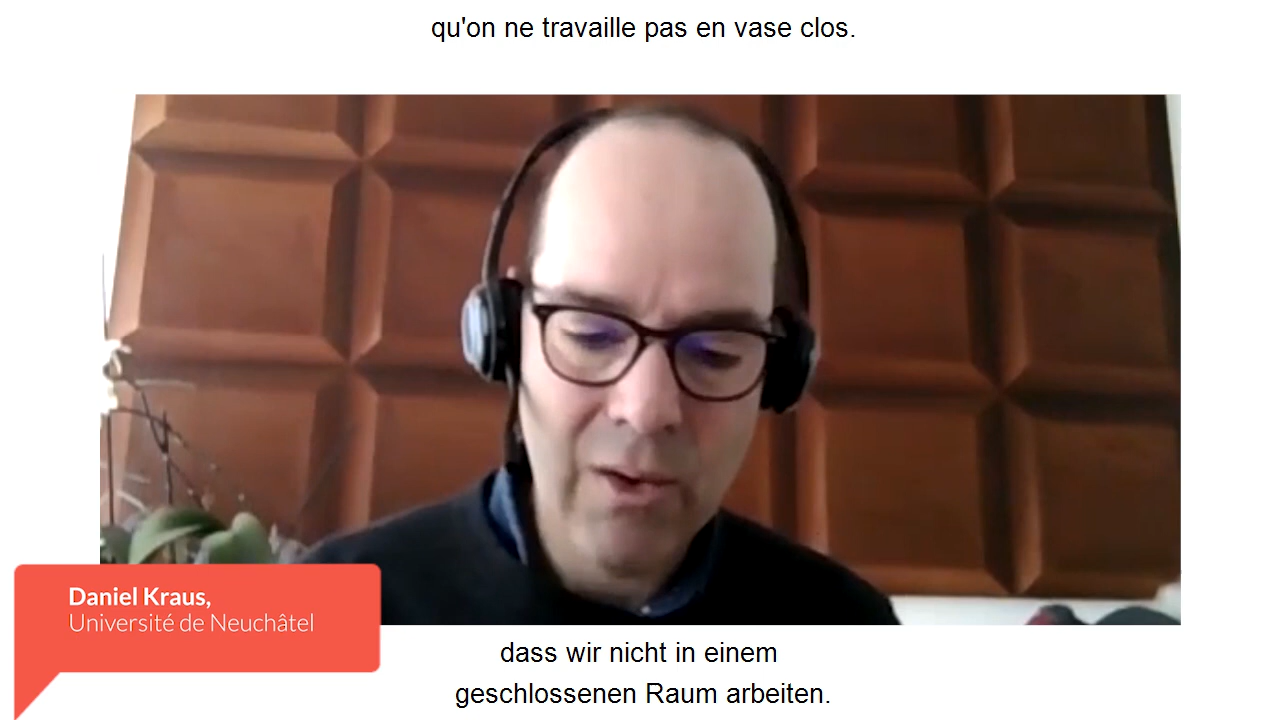 qu'on ne travaille pas en vase clos.
Daniel Kraus,
Université de Neuchâtel
dass wir nicht in einem
geschlossenen Raum arbeiten.